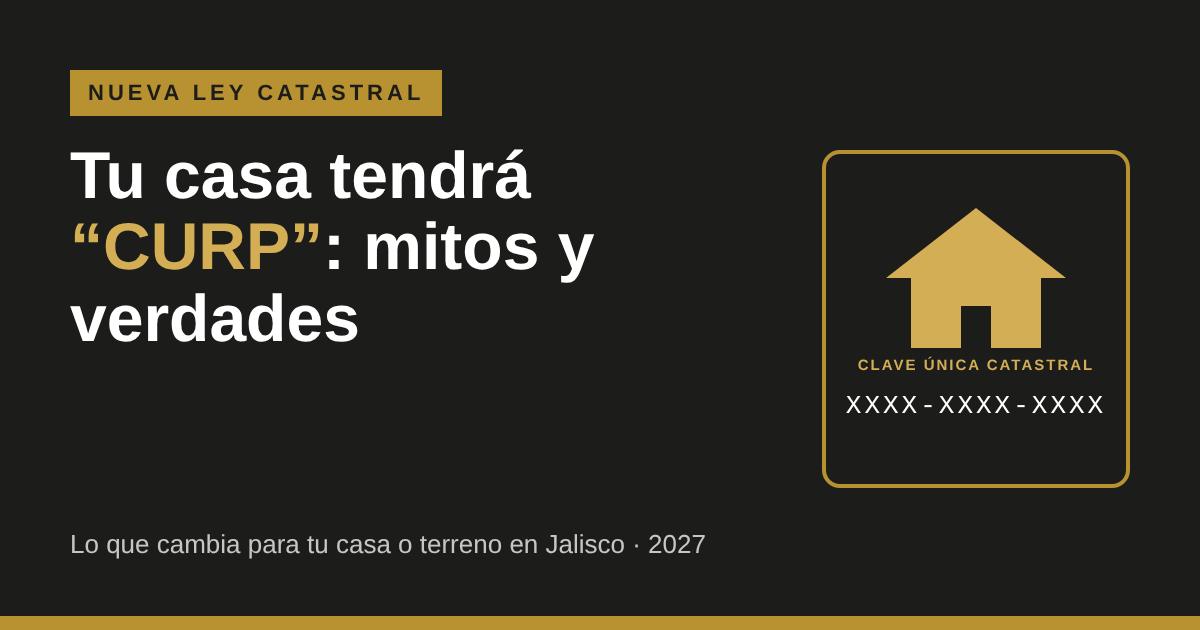 NUEVA LEY CATASTRAL
Tu casa tendrá
“CURP”: mitos y
verdades
CLAVE ÚNICA CATASTRAL
XXXX-XXXX-XXXX
Lo que cambia para tu casa o terreno en Jalisco · 2027